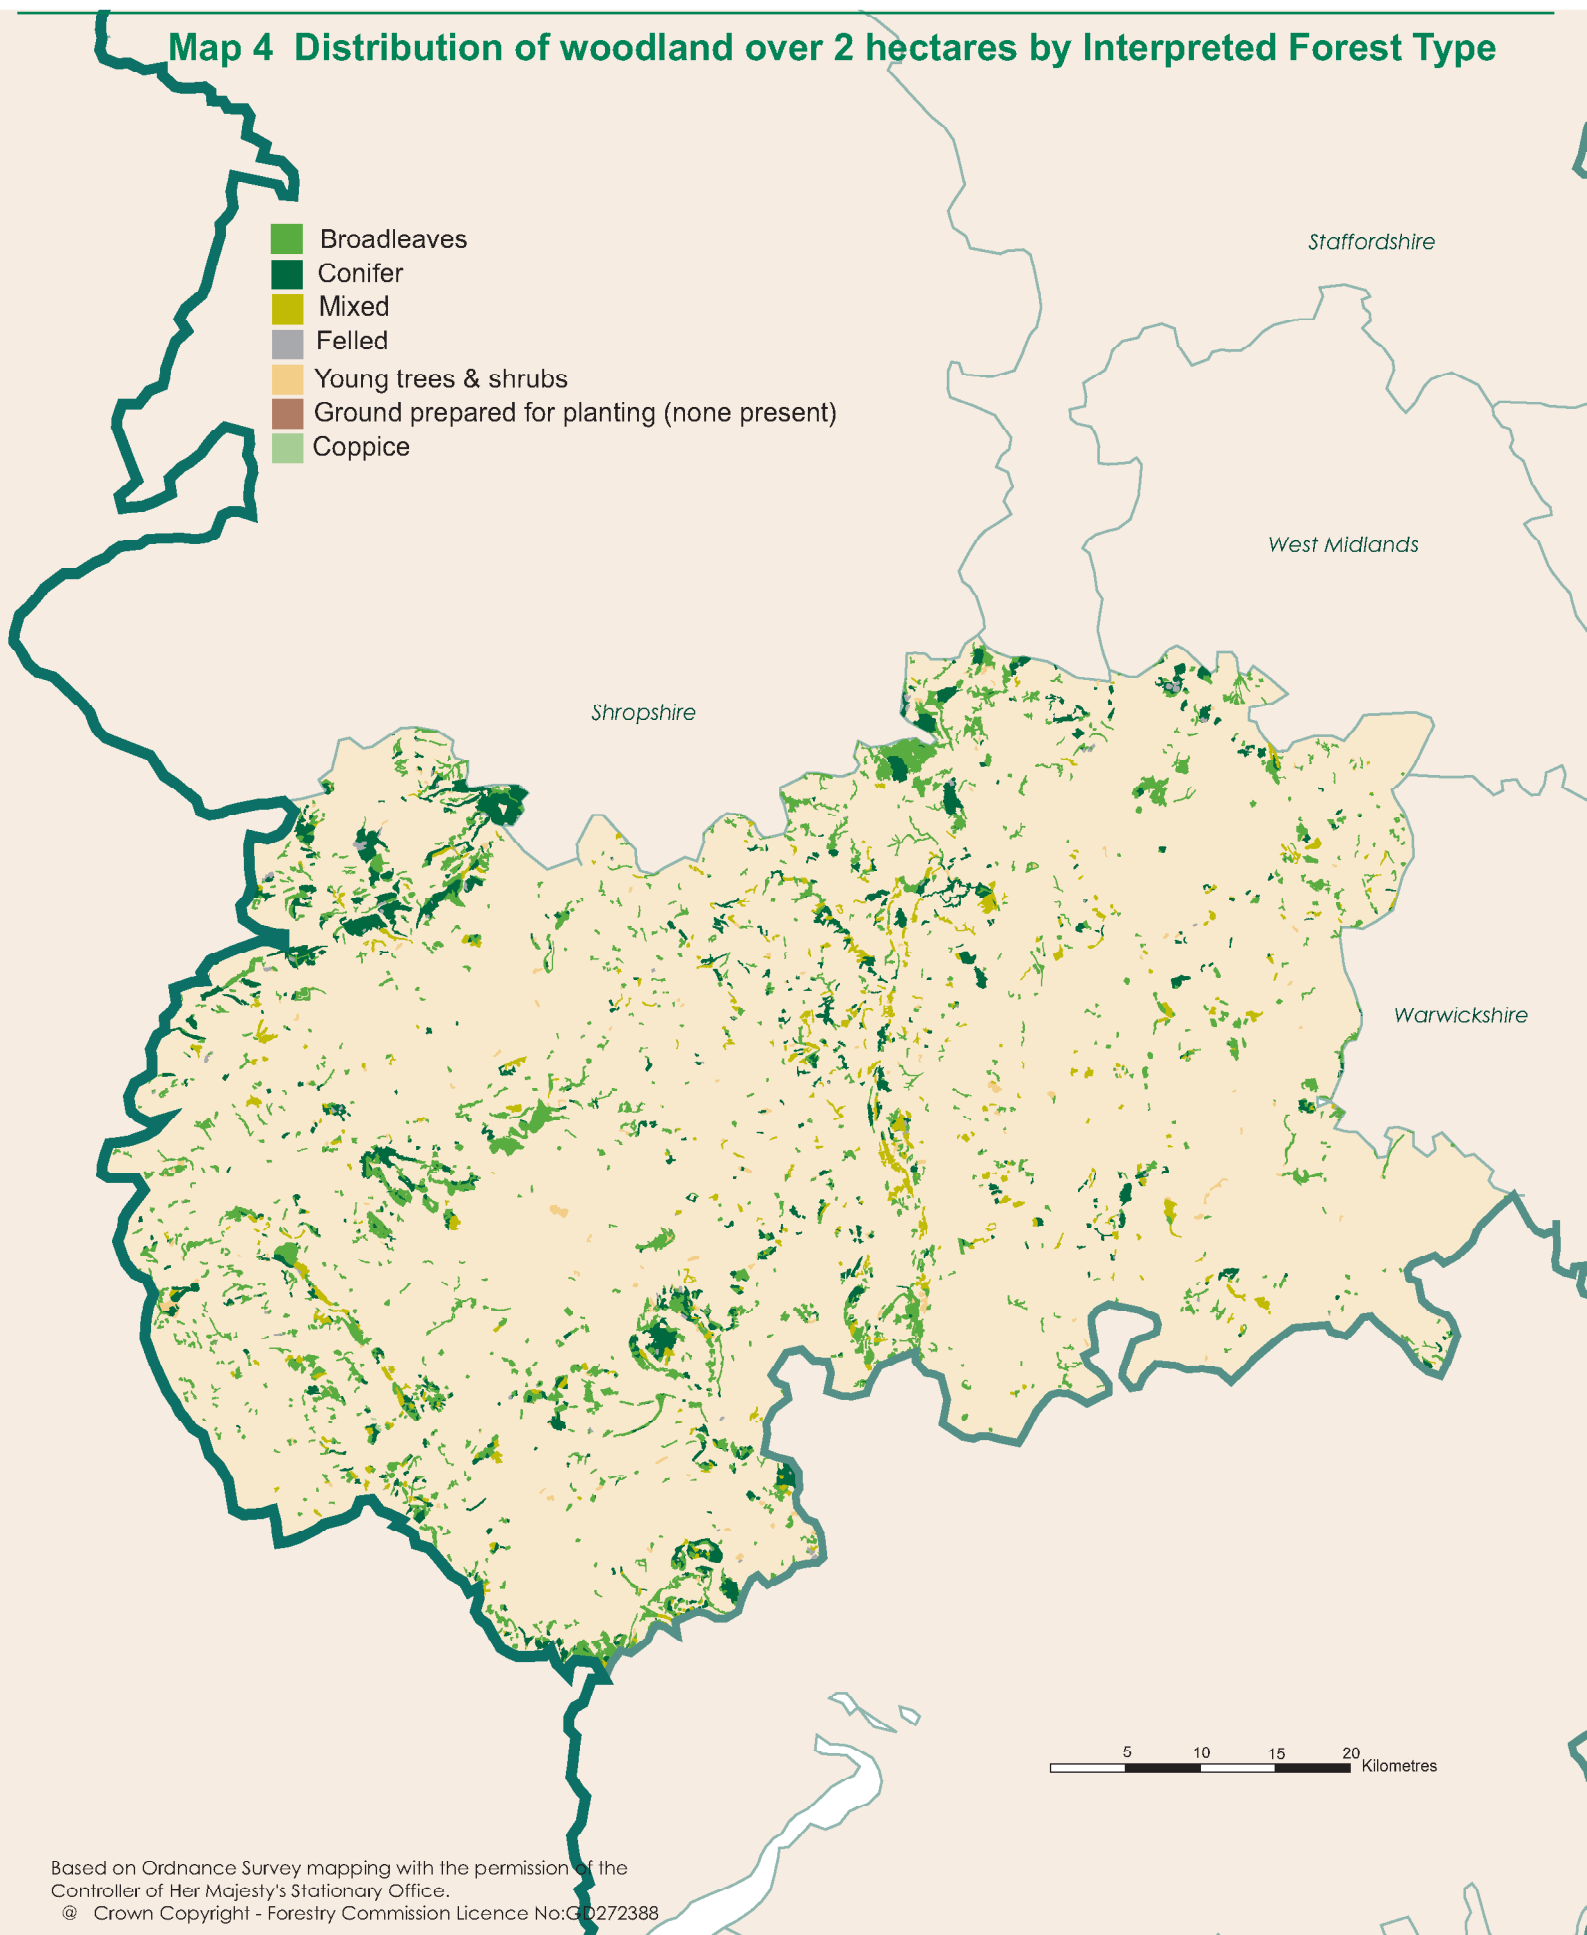 Map 4  Distribution of woodland over 2 hectares by Interpreted Forest Type
Broadleaves
Conifer
Mixed
Felled
Young trees & shrubs
Ground prepared for planting (none present)
Coppice
Staffordshire
West Midlands
Shropshire
Warwickshire
5 10 15 20 Kilometres
Based on Ordnance Survey mapping with the permission of the
Controller of Her Majesty's Stationary Office.
@ Crown Copyright - Forestry Commission Licence No:GD272388